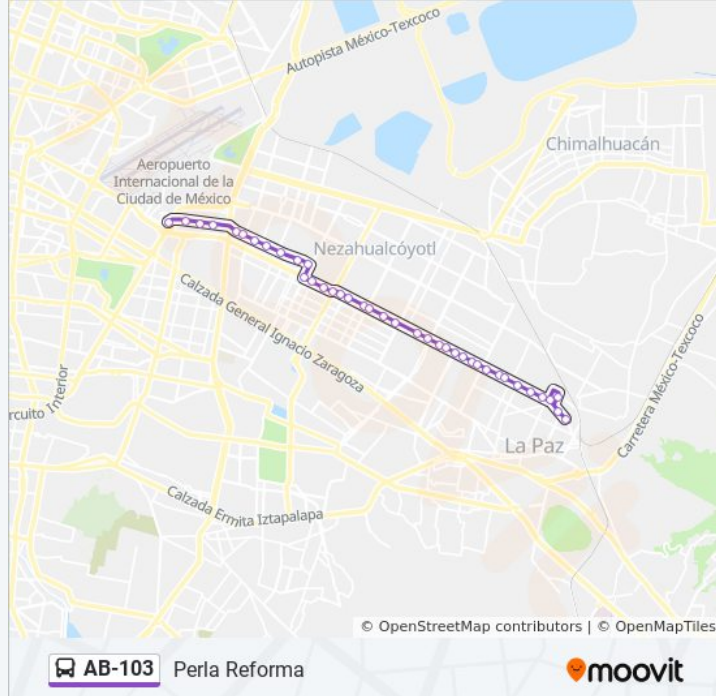 Autopista México-Texcoco
Chimalhuacán
Aeropuerto
Internacional de la
Ciudad de México
Nezahualcóyotl
Calzada General Ignacio Zaragoza
Carretera México-Texcoco
rcuito Interior
La Paz
Calzada Ermita Iztapalapa
© OpenStreetMap contributors | © OpenMapTiles
AB-103 Perla Reforma
moovit